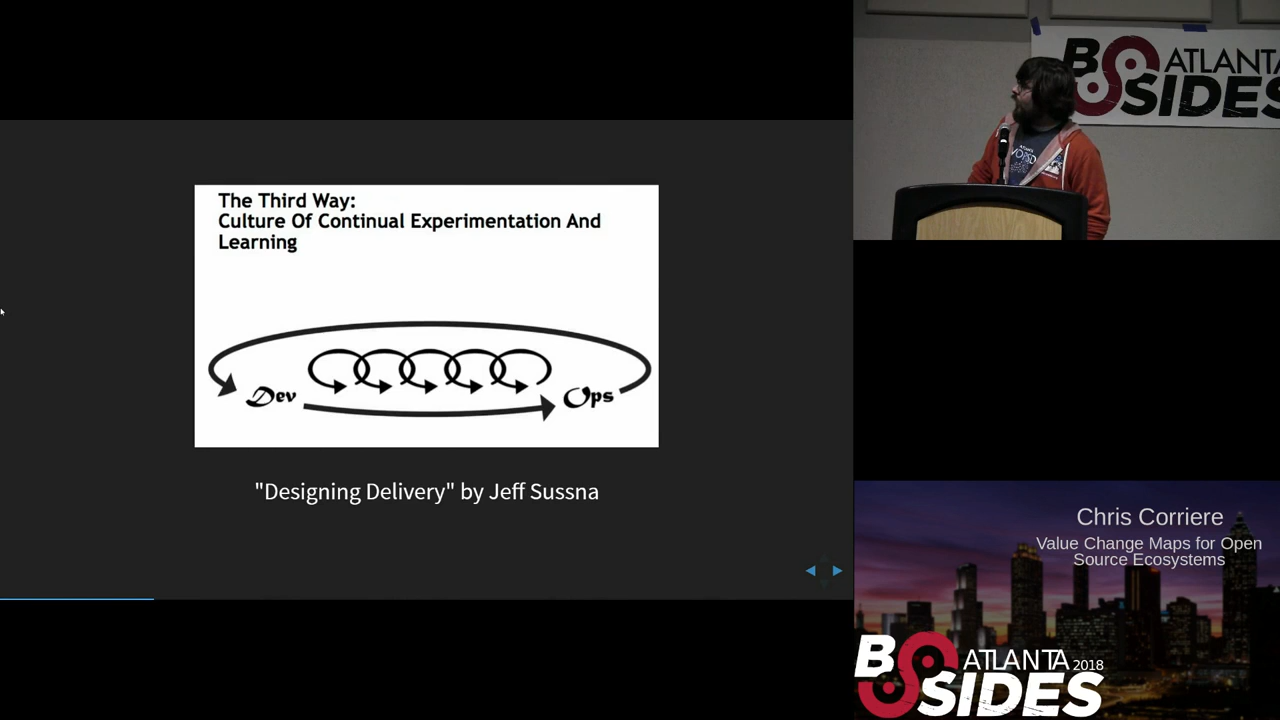 The Third Way:
Culture Of Continual Experimentation And
Learning
Dev
Ops
"Designing Delivery" by Jeff Sussna
BSIDES ATLANTA
Chris Corriere
Value Change Maps for Open
Source Ecosystems
BSIDES ATLANTA 2018